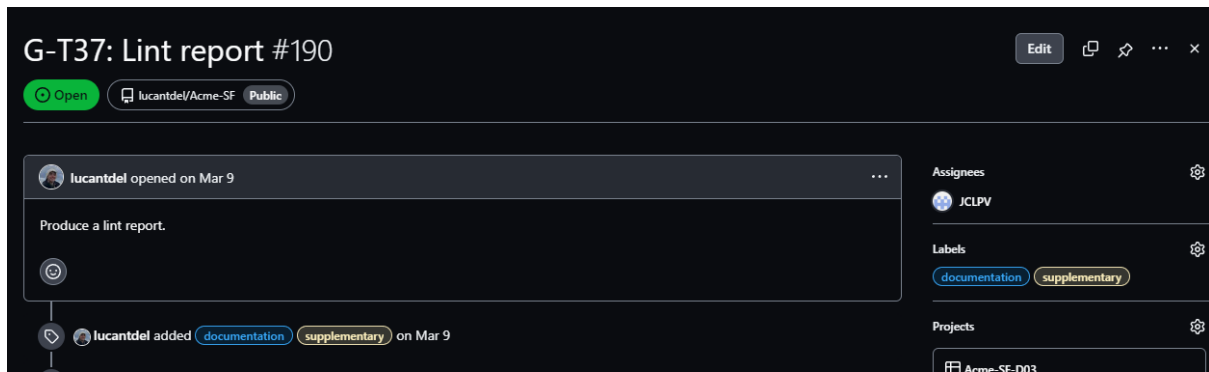 G-T37: Lint report #190
Edit
Open
lucantdel/Acme-SF Public
lucantdel opened on Mar 9
Produce a lint report.
lucantdel added documentation supplementary on Mar 9
Assignees
JCLPV
Labels
documentation supplementary
Projects
Acme-SF-D03